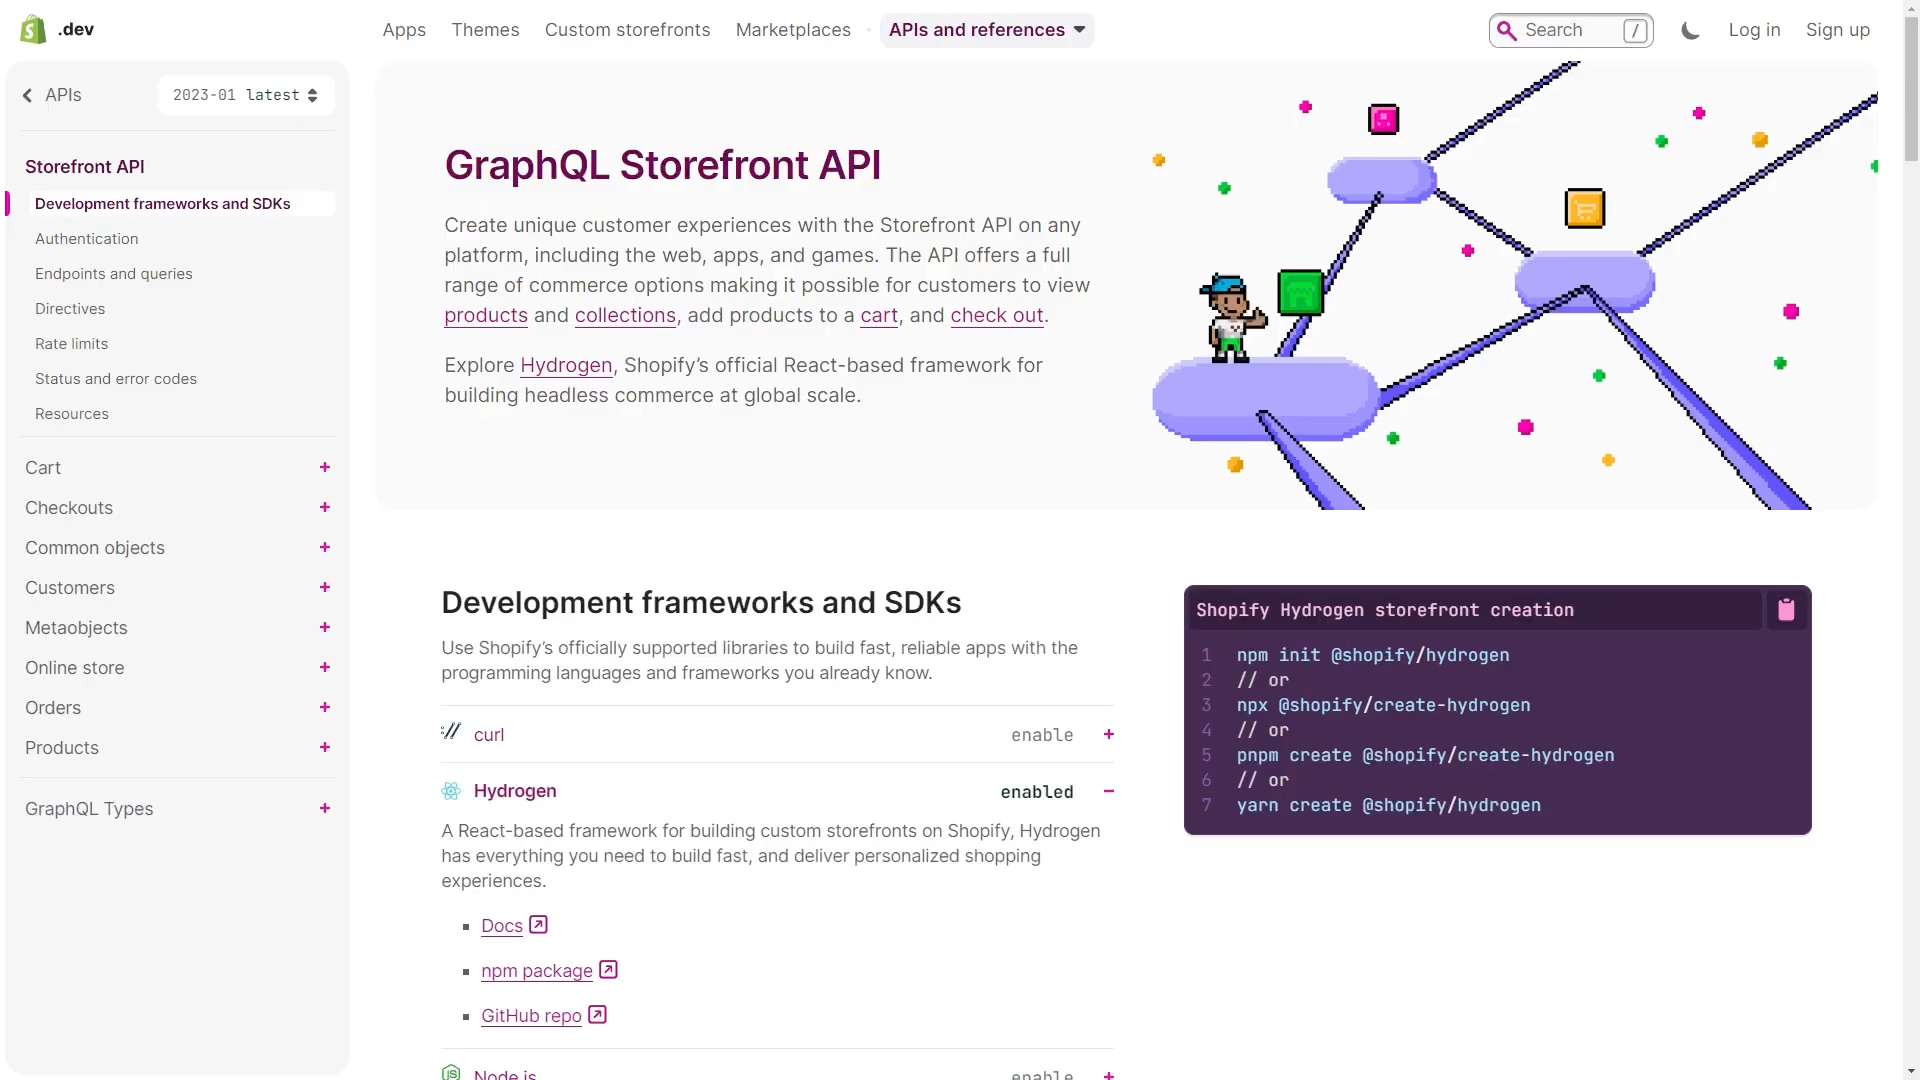 .dev
Apps
Themes
Custom storefronts
Marketplaces
APIs and references
Search
/
Log in
Sign up
APIs
2023-01 latest
Storefront API
Development frameworks and SDKs
Authentication
Endpoints and queries
Directives
Rate limits
Status and error codes
Resources
Cart
Checkouts
Common objects
Customers
Metaobjects
Online store
Orders
Products
GraphQL Types
GraphQL Storefront API
Create unique customer experiences with the Storefront API on any
platform, including the web, apps, and games. The API offers a full
range of commerce options making it possible for customers to view
products and collections, add products to a cart, and check out.
Explore Hydrogen, Shopify’s official React-based framework for
building headless commerce at global scale.
Development frameworks and SDKs
Use Shopify’s officially supported libraries to build fast, reliable apps with the
programming languages and frameworks you already know.
curl
enable
Hydrogen
enabled
A React-based framework for building custom storefronts on Shopify, Hydrogen
has everything you need to build fast, and deliver personalized shopping
experiences.
Docs
npm package
GitHub repo
Node.js
enable
Shopify Hydrogen storefront creation
1 npm init @shopify/hydrogen
2 // or
3 npx @shopify/create-hydrogen
4 // or
5 pnpm create @shopify/create-hydrogen
6 // or
7 yarn create @shopify/hydrogen